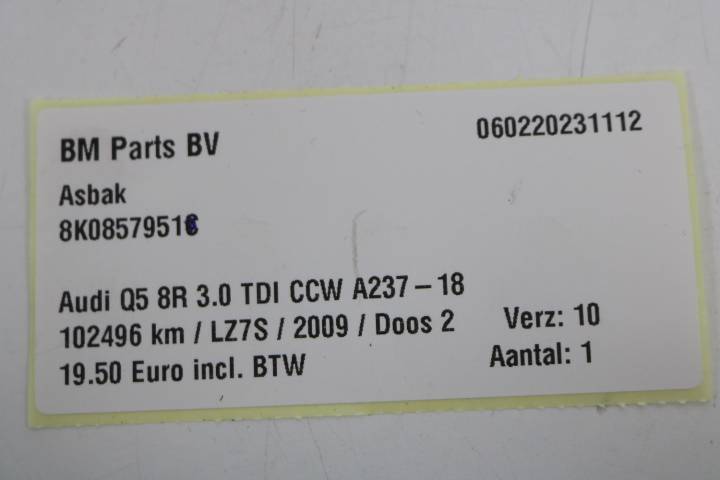 BM Parts BV 060220231112
Asbak
Audi Q5 8R 3.0 TDI CCW A237-18
102496 km / LZ7S / 2009 / Doos 2 Verz: 10
19.50 Euro incl. BTW Aantal: 1